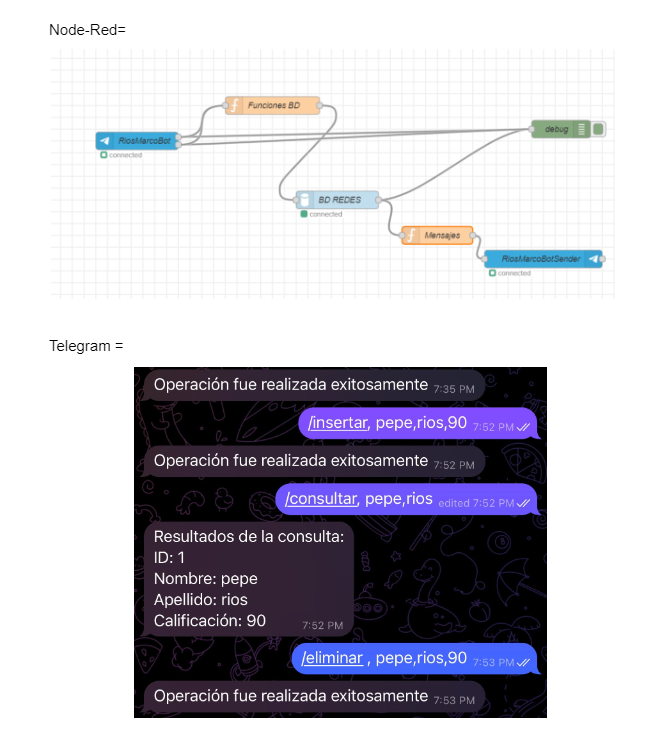 Node-Red=
Funciones BD
RiosMarcoBot
connected
debug
BD REDES
connected
Mensajes
RiosMarcoBotSender
connected
Telegram =
Operación fue realizada exitosamente 7:35 PM
/insertar, pepe,rios,90 7:52 PM
Operación fue realizada exitosamente 7:52 PM
/consultar, pepe,rios edited 7:52 PM
Resultados de la consulta:
ID: 1
Nombre: pepe
Apellido: rios
Calificación: 90 7:52 PM
/eliminar , pepe,rios,90 7:53 PM
Operación fue realizada exitosamente 7:53 PM